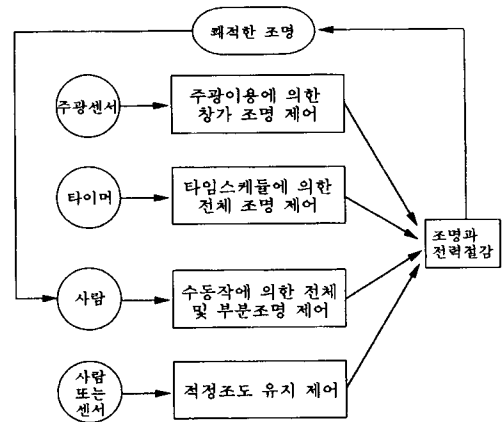 쾌적한 조명
주광센서
주광이용에 의한
창가 조명 제어
타이머
타임스케듈에 의한
전체 조명 제어
조명과
전력절감
사람
수동작에 의한 전체
및 부분조명 제어
사람
또는
센서
적정조도 유지 제어